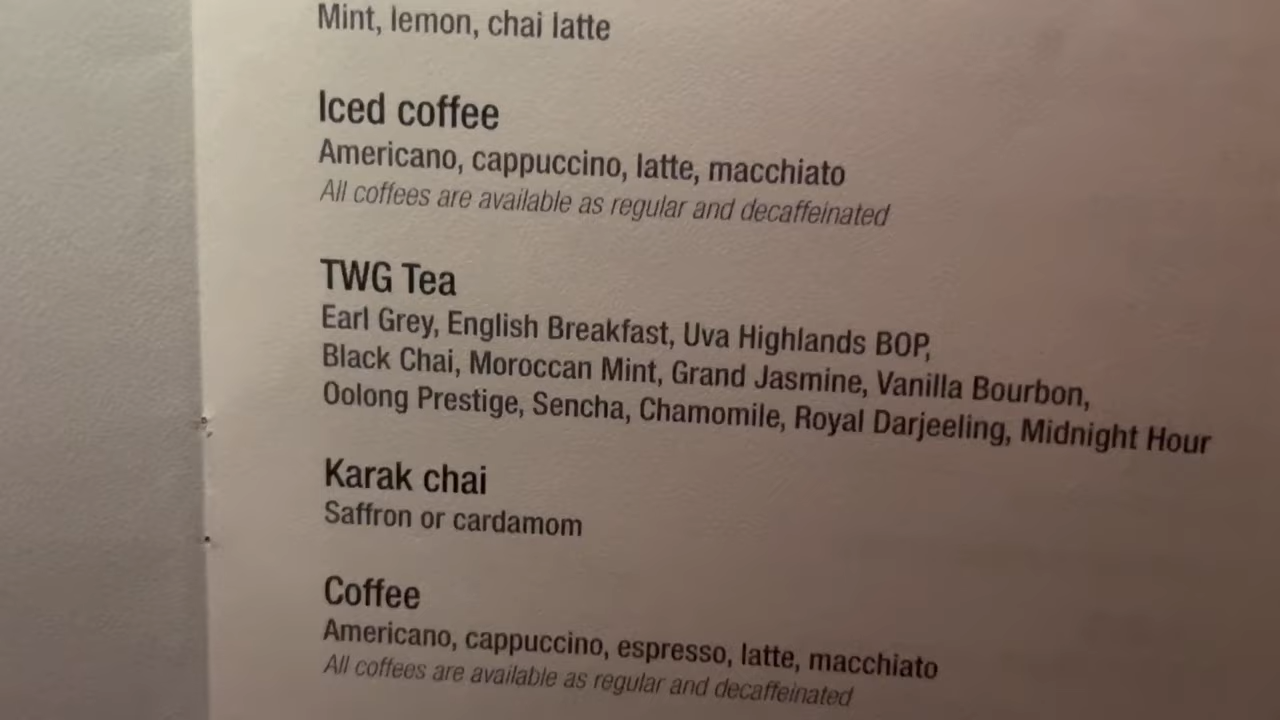 Mint, lemon, chai latte
Iced coffee
Americano, cappuccino, latte, macchiato
All coffees are available as regular and decaffeinated
TWG Tea
Earl Grey, English Breakfast, Uva Highlands BOP,
Black Chai, Moroccan Mint, Grand Jasmine, Vanilla Bourbon,
Oolong Prestige, Sencha, Chamomile, Royal Darjeeling, Midnight Hour
Karak chai
Saffron or cardamom
Coffee
Americano, cappuccino, espresso, latte, macchiato
All coffees are available as regular and decaffeinated